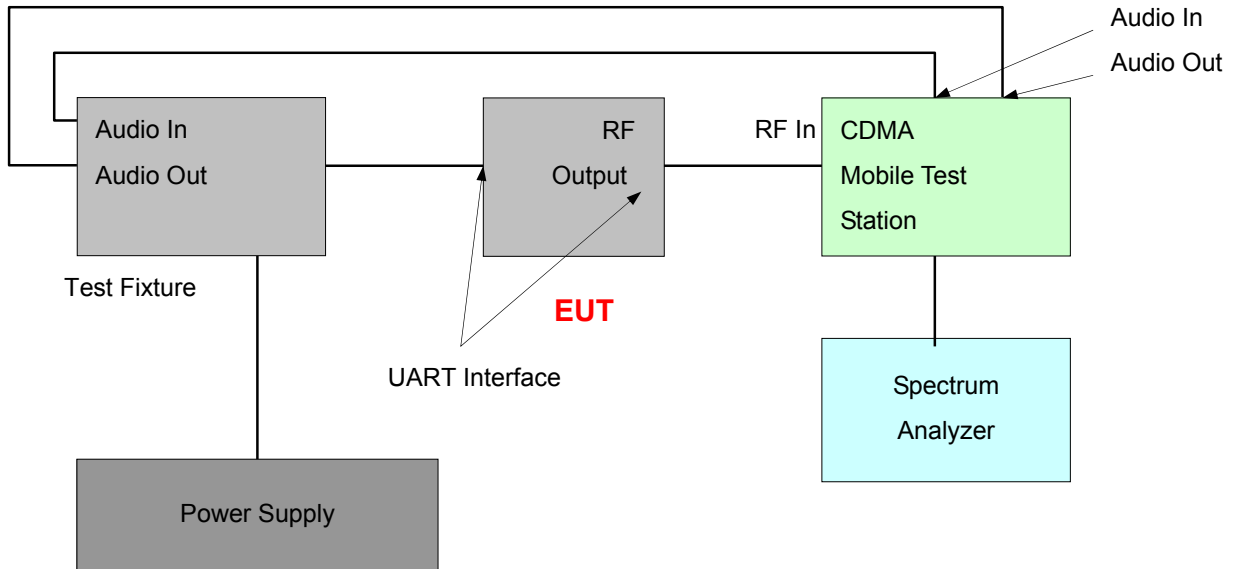 Audio In
Audio Out
Audio In
Audio Out
Test Fixture
RF
Output
EUT
UART Interface
RF In
CDMA
Mobile Test
Station
Spectrum
Analyzer
Power Supply